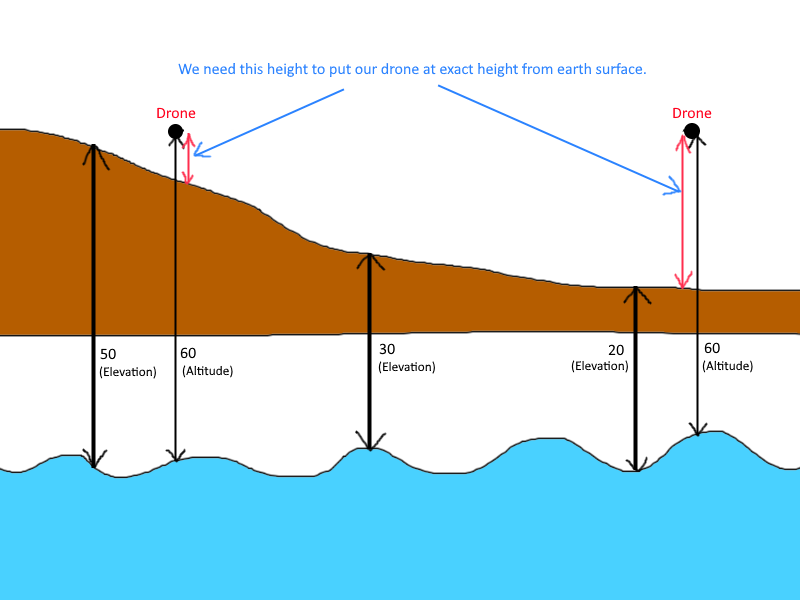 We need this height to put our drone at exact height from earth surface.
Drone
Drone
50
(Elevation)
60
(Altitude)
30
(Elevation)
20
(Elevation)
60
(Altitude)